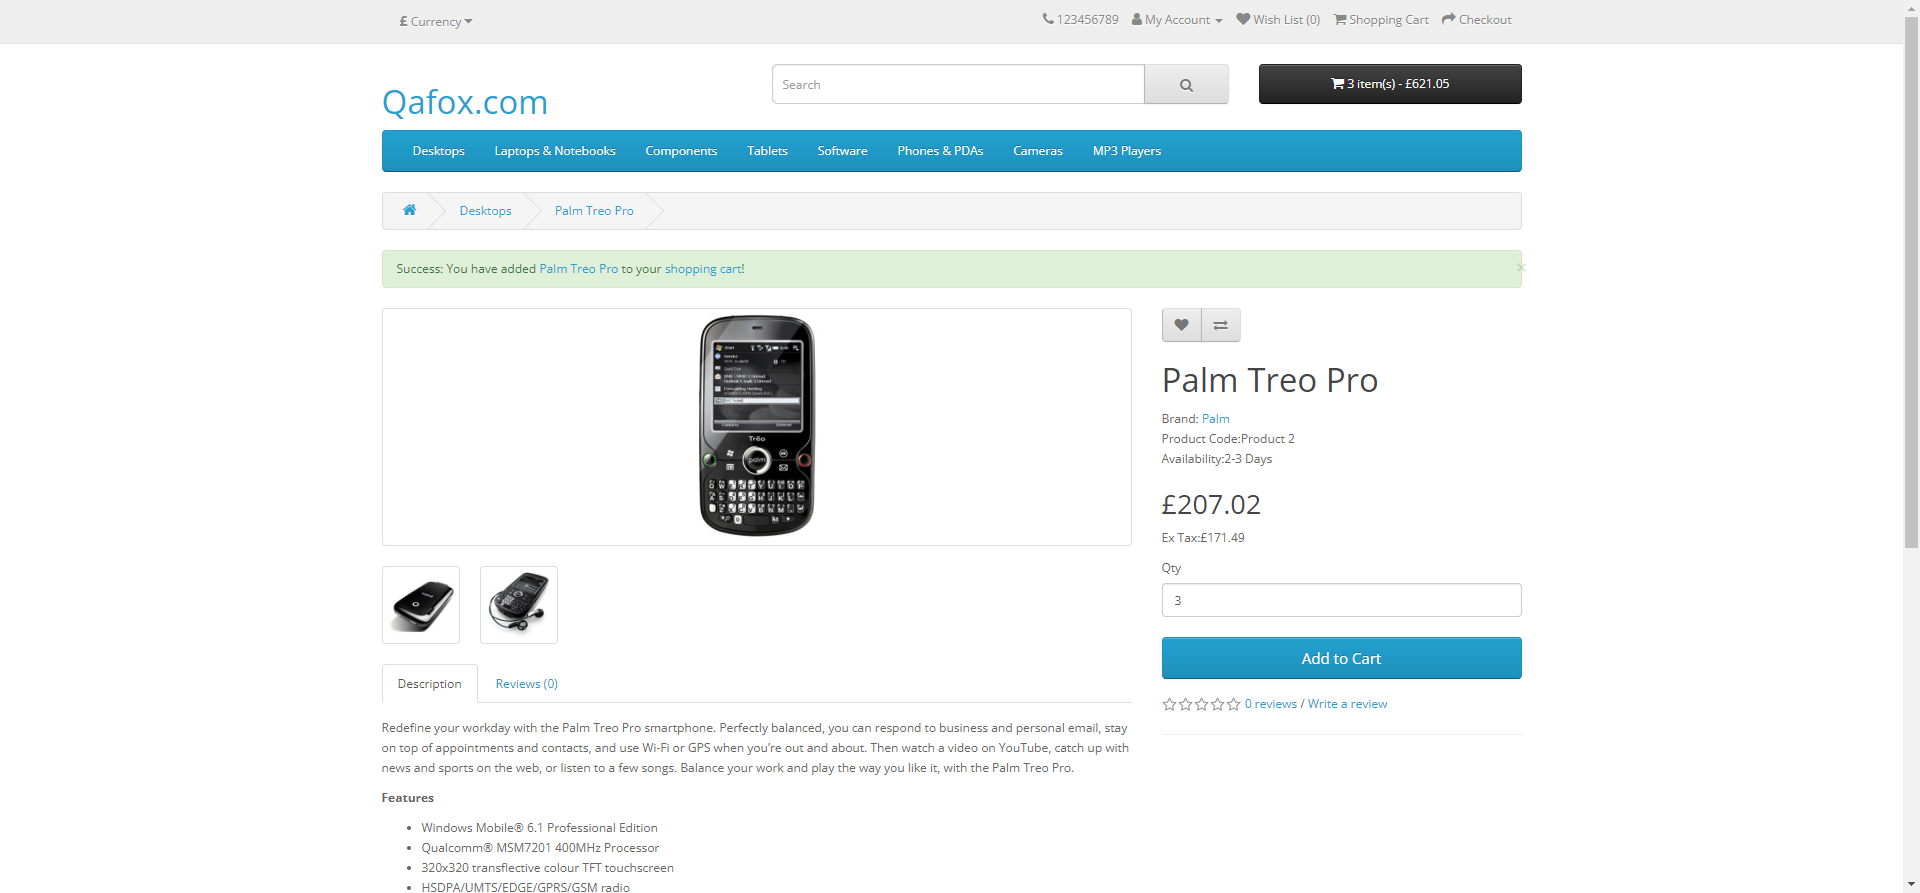 £ Currency
123456789 My Account Wish List (0) Shopping Cart Checkout
Qafox.com
Search
3 item(s) - £621.05
Desktops Laptops & Notebooks Components Tablets Software Phones & PDAs Cameras MP3 Players
Desktops Palm Treo Pro
Success: You have added Palm Treo Pro to your shopping cart!
×
Palm Treo Pro
Brand: Palm
Product Code:Product 2
Availability:2-3 Days
£207.02
Ex Tax:£171.49
Qty
3
Add to Cart
0 reviews / Write a review
Trēo
palm
Description Reviews (0)
Redefine your workday with the Palm Treo Pro smartphone. Perfectly balanced, you can respond to business and personal email, stay
on top of appointments and contacts, and use Wi-Fi or GPS when you're out and about. Then watch a video on YouTube, catch up with
news and sports on the web, or listen to a few songs. Balance your work and play the way you like it, with the Palm Treo Pro.
Features
Windows Mobile® 6.1 Professional Edition
Qualcomm® MSM7201 400MHz Processor
320x320 transflective colour TFT touchscreen
HSDPA/UMTS/EDGE/GPRS/GSM radio